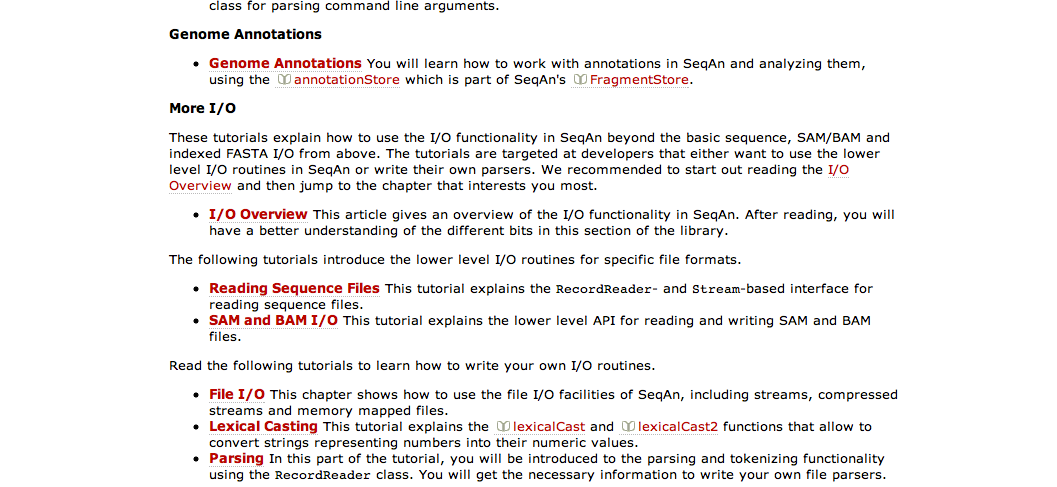 class for parsing command line arguments.
Genome Annotations
• Genome Annotations You will learn how to work with annotations in SeqAn and analyzing them,
using the annotationStore which is part of SeqAn's FragmentStore.
More I/O
These tutorials explain how to use the I/O functionality in SeqAn beyond the basic sequence, SAM/BAM and
indexed FASTA I/O from above. The tutorials are targeted at developers that either want to use the lower
level I/O routines in SeqAn or write their own parsers. We recommended to start out reading the I/O
Overview and then jump to the chapter that interests you most.
• I/O Overview This article gives an overview of the I/O functionality in SeqAn. After reading, you will
have a better understanding of the different bits in this section of the library.
The following tutorials introduce the lower level I/O routines for specific file formats.
• Reading Sequence Files This tutorial explains the RecordReader- and Stream-based interface for
reading sequence files.
• SAM and BAM I/O This tutorial explains the lower level API for reading and writing SAM and BAM
files.
Read the following tutorials to learn how to write your own I/O routines.
• File I/O This chapter shows how to use the file I/O facilities of SeqAn, including streams, compressed
streams and memory mapped files.
• Lexical Casting This tutorial explains the lexicalCast and lexicalCast2 functions that allow to
convert strings representing numbers into their numeric values.
• Parsing In this part of the tutorial, you will be introduced to the parsing and tokenizing functionality
using the RecordReader class. You will get the necessary information to write your own file parsers.